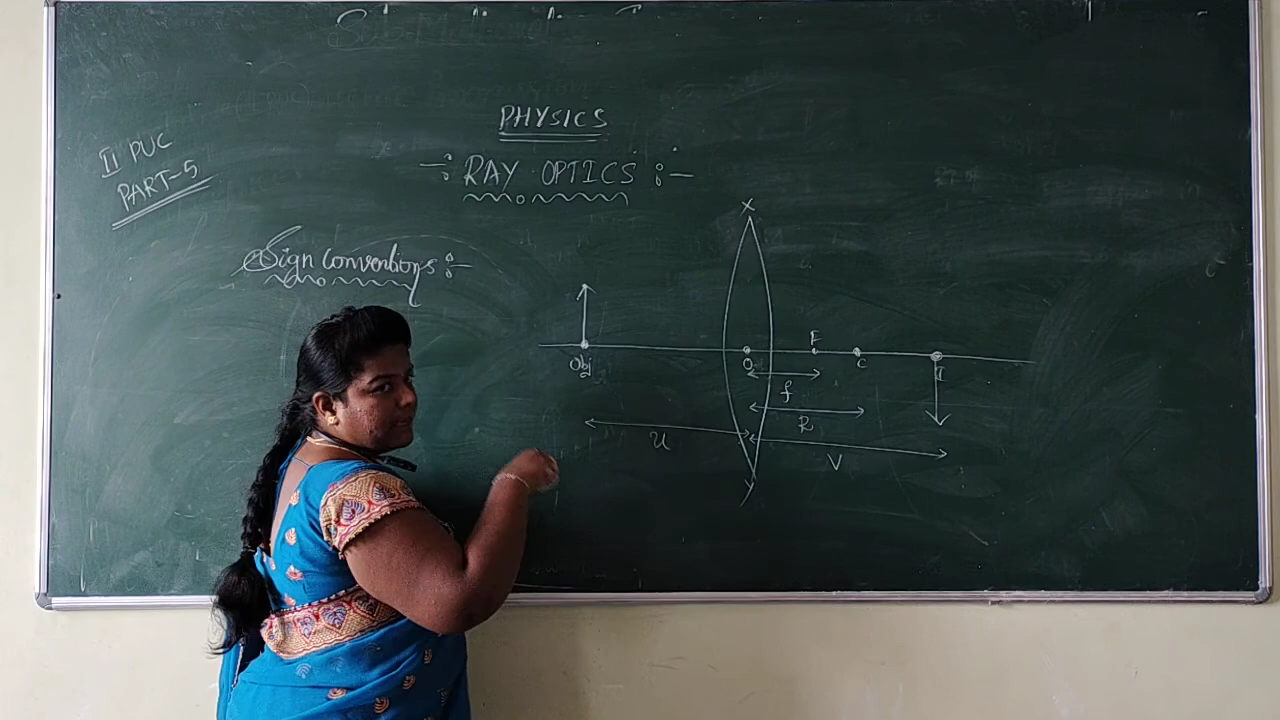 PHYSICS
II PUC
PART-5
-: RAY OPTICS :-
Sign conventions :-
X
F
Obj
O
C
I
f
R
u
V
Y